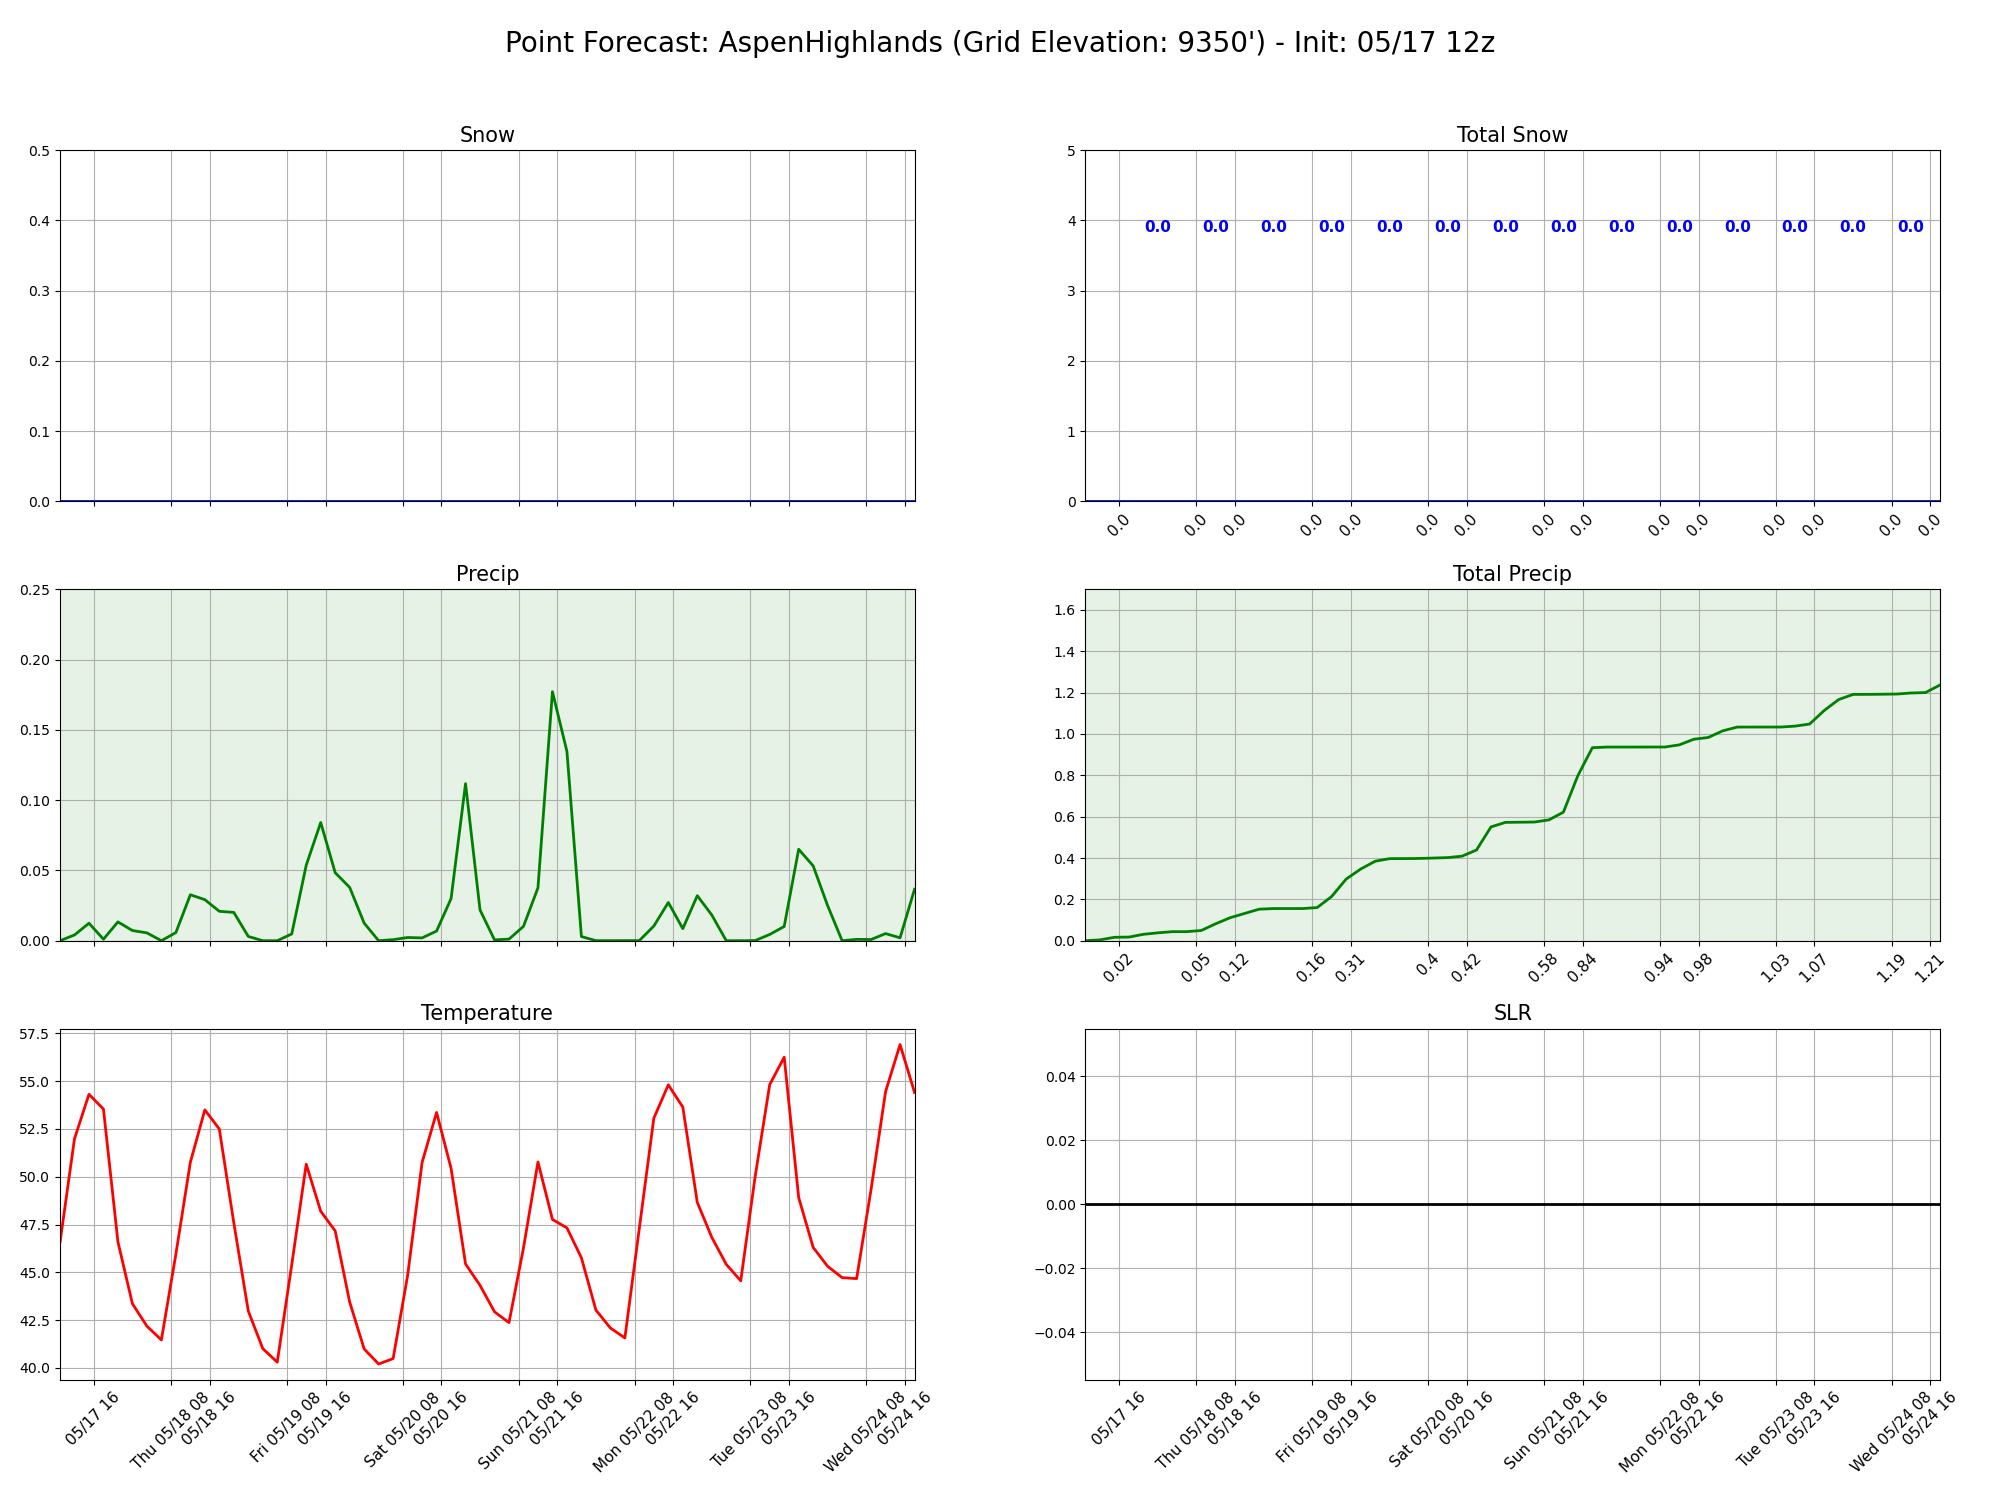 Point Forecast: AspenHighlands (Grid Elevation: 9350') - Init: 05/17 12z
Snow
0.5
0.4
0.3
0.2
0.1
0.0
Total Snow
5
4
3
2
1
0
0.0 0.0 0.0 0.0 0.0 0.0 0.0 0.0 0.0 0.0 0.0 0.0 0.0 0.0
0.0 0.0 0.0 0.0 0.0 0.0 0.0 0.0 0.0 0.0 0.0 0.0 0.0 0.0 0.0
Precip
0.25
0.20
0.15
0.10
0.05
0.00
Total Precip
1.6
1.4
1.2
1.0
0.8
0.6
0.4
0.2
0.0
0.02 0.05 0.12 0.16 0.31 0.4 0.42 0.58 0.84 0.94 0.98 1.03 1.07 1.19 1.21
Temperature
57.5
55.0
52.5
50.0
47.5
45.0
42.5
40.0
05/17 16
Thu 05/18 08
05/18 16
Fri 05/19 08
05/19 16
Sat 05/20 08
05/20 16
Sun 05/21 08
05/21 16
Mon 05/22 08
05/22 16
Tue 05/23 08
05/23 16
Wed 05/24 08
05/24 16
SLR
0.04
0.02
0.00
−0.02
−0.04
05/17 16
Thu 05/18 08
05/18 16
Fri 05/19 08
05/19 16
Sat 05/20 08
05/20 16
Sun 05/21 08
05/21 16
Mon 05/22 08
05/22 16
Tue 05/23 08
05/23 16
Wed 05/24 08
05/24 16